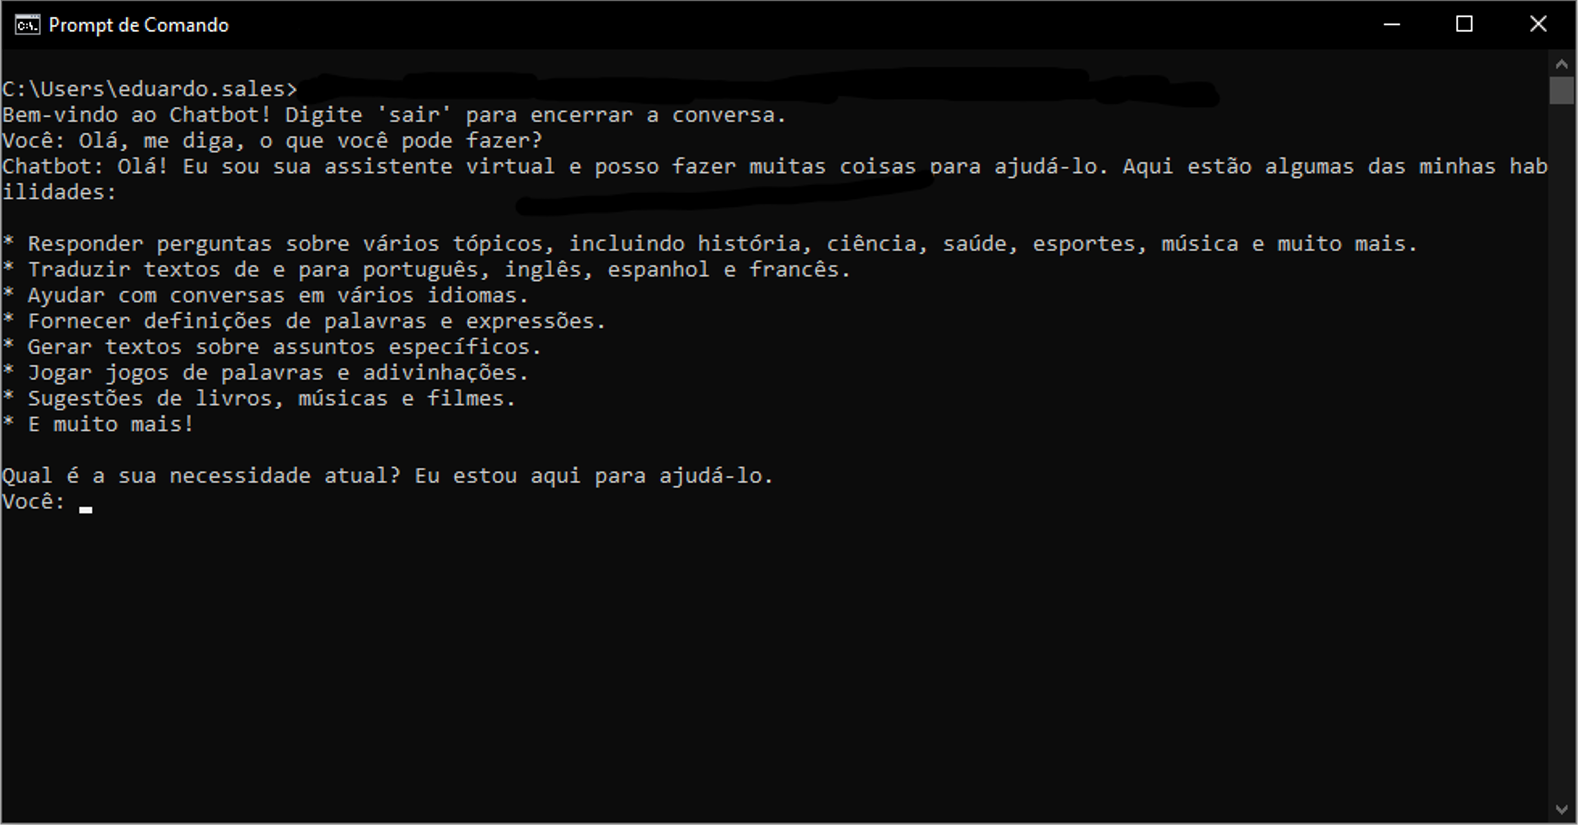 Prompt de Comando
C:\Users\eduardo.sales>
Bem-vindo ao Chatbot! Digite 'sair' para encerrar a conversa.
Você: Olá, me diga, o que você pode fazer?
Chatbot: Olá! Eu sou sua assistente virtual e posso fazer muitas coisas para ajudá-lo. Aqui estão algumas das minhas hab
ilidades:
* Responder perguntas sobre vários tópicos, incluindo história, ciência, saúde, esportes, música e muito mais.
* Traduzir textos de e para português, inglês, espanhol e francês.
* Ayudar com conversas em vários idiomas.
* Fornecer definições de palavras e expressões.
* Gerar textos sobre assuntos específicos.
* Jogar jogos de palavras e adivinhações.
* Sugestões de livros, músicas e filmes.
* E muito mais!
Qual é a sua necessidade atual? Eu estou aqui para ajudá-lo.
Você: